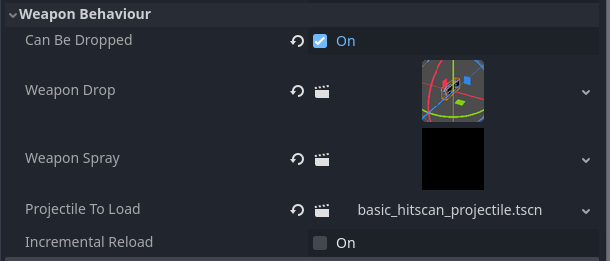 Weapon Behaviour
Can Be Dropped On
Weapon Drop
Weapon Spray
Projectile To Load basic_hitscan_projectile.tscn
Incremental Reload On